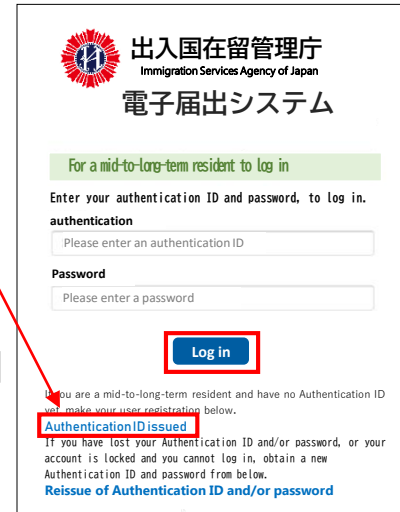 出入国在留管理庁
Immigration Services Agency of Japan
電子届出システム
For a mid-to-long-term resident to log in
Enter your authentication ID and password, to log in.
authentication
Please enter an authentication ID
Password
Please enter a password
Log in
If you are a mid-to-long-term resident and have no Authentication ID
yet, make your user registration below.
Authentication ID issued
If you have lost your Authentication ID and/or password, or your
account is locked and you cannot log in, obtain a new
Authentication ID and password from below.
Reissue of Authentication ID and/or password